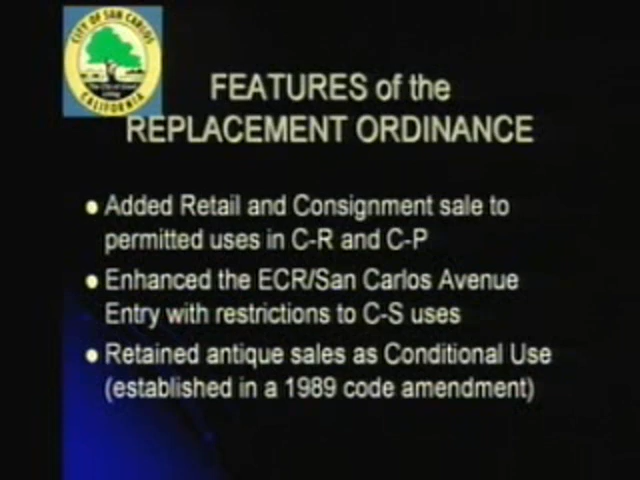 CITY OF SAN CARLOS
CALIFORNIA
FEATURES of the
REPLACEMENT ORDINANCE
• Added Retail and Consignment sale to
permitted uses in C-R and C-P
• Enhanced the ECR/San Carlos Avenue
Entry with restrictions to C-S uses
• Retained antique sales as Conditional Use
(established in a 1989 code amendment)